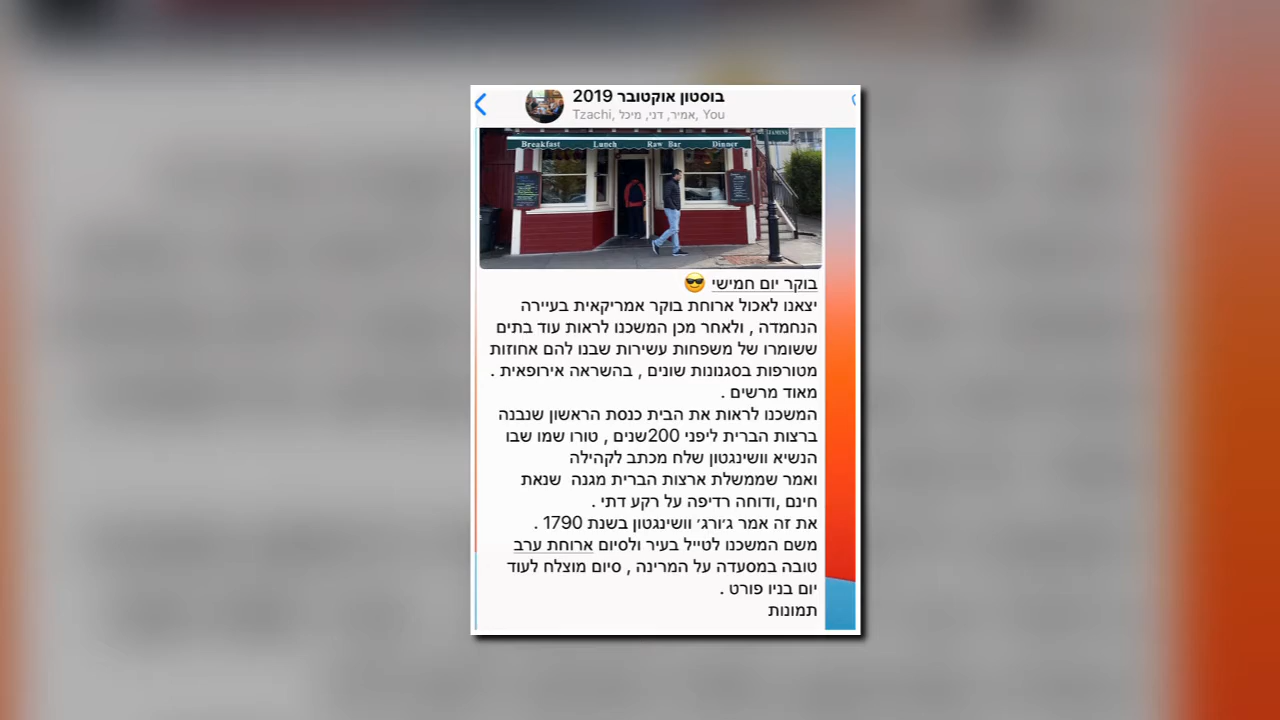 בוסטון אוקטובר 2019
Tzachi, אמיר, דני, מיכל, You
Breakfast Lunch Raw Bar Dinner
בוקר יום חמישי 😎
יצאנו לאכול ארוחת בוקר אמריקאית בעיירה
הנחמדה , ולאחר מכן המשכנו לראות עוד בתים
ששומרו של משפחות עשירות שבנו להם אחוזות
מטורפות בסגנונות שונים , בהשראה אירופאית .
מאוד מרשים .
המשכנו לראות את הבית כנסת הראשון שנבנה
ברצות הברית ליפני 200שנים , טורו שמו שבו
הנשיא וושינגטון שלח מכתב לקהילה
ואמר שממשלת ארצות הברית מגנה שנאת
חינם ,ודוחה רדיפה על רקע דתי .
את זה אמר ג׳ורג׳ וושינגטון בשנת 1790 .
משם המשכנו לטייל בעיר ולסיום ארוחת ערב
טובה במסעדה על המרינה , סיום מוצלח לעוד
יום בניו פורט .
תמונות